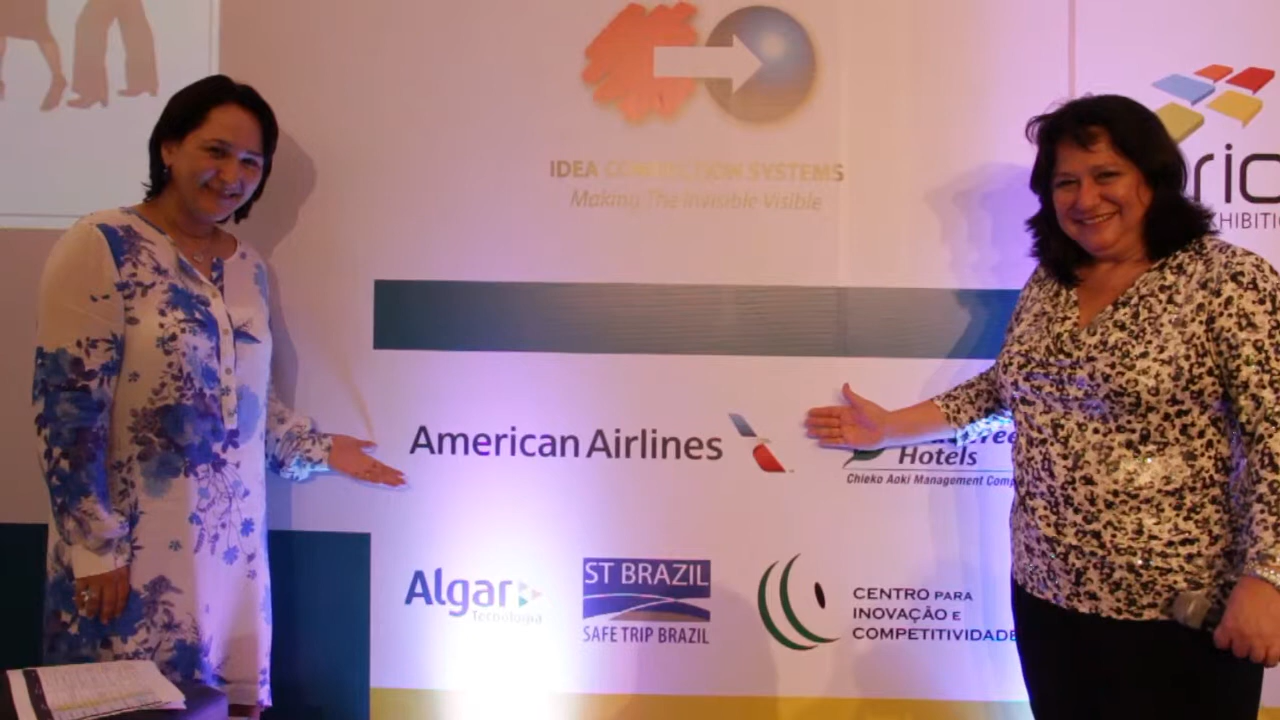 IDEA CONNECTION SYSTEMS
Making The Invisible Visible
American Airlines
Hotels
Chieko Aoki Management
Algar
Tecnologia
ST BRAZIL
SAFE TRIP BRAZIL
CENTRO PARA
INOVAÇÃO E
COMPETITIVIDADE